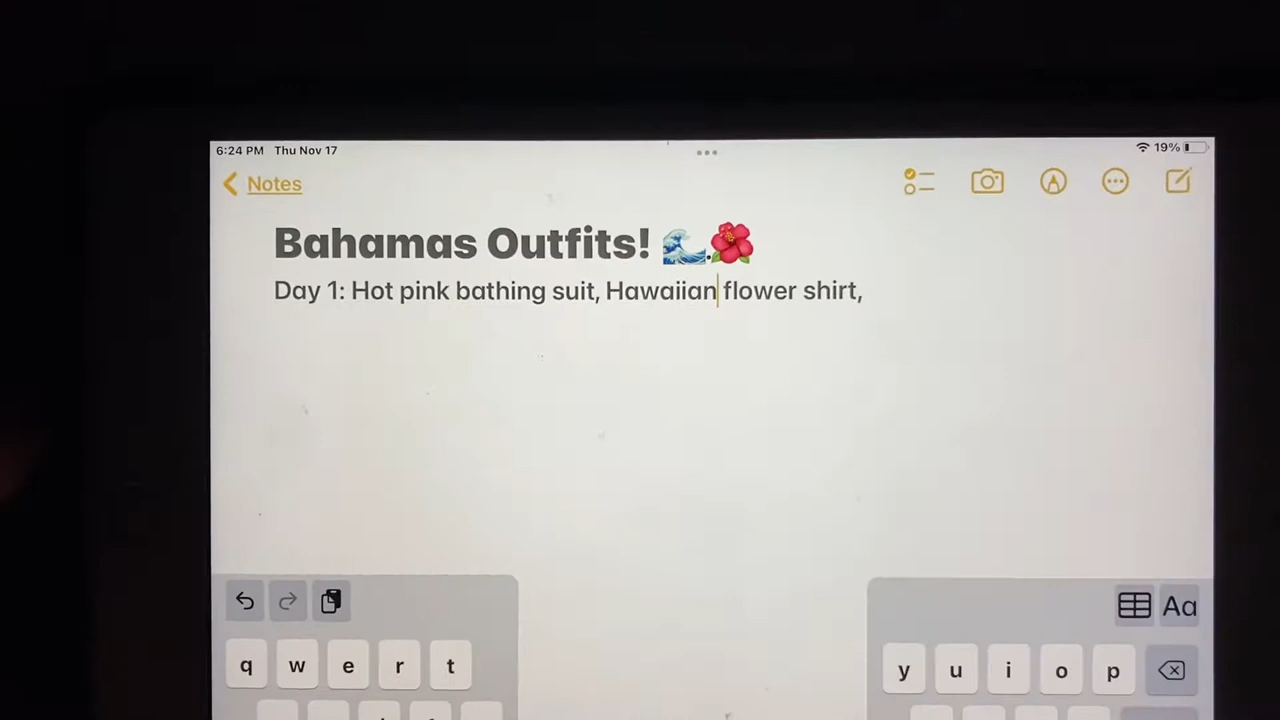 6:24 PM Thu Nov 17
19%
Notes
Bahamas Outfits! 🌊.🌺
Day 1: Hot pink bathing suit, Hawaiian flower shirt,
Aa
q w e r t
y u i o p